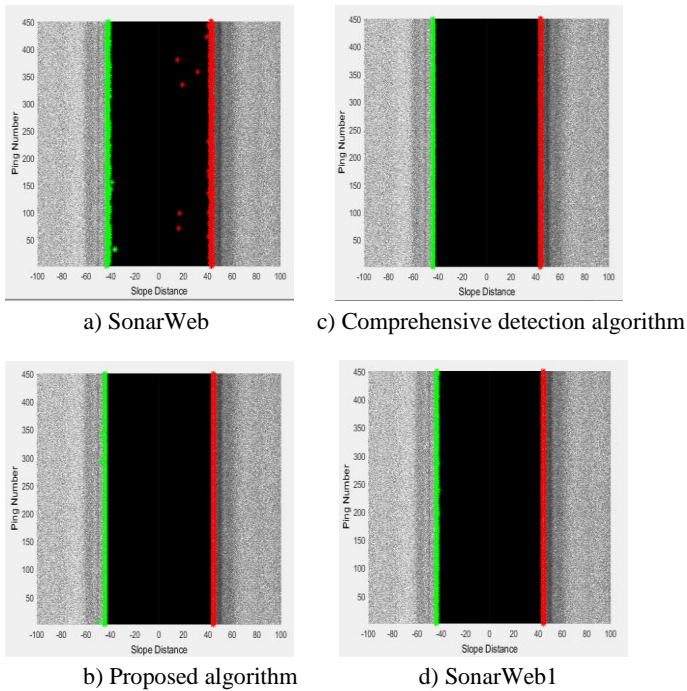 450
400
350
300
250
200
150
100
50
Ping Number
-100 -80 -60 -40 -20 0 20 40 60 80 100
Slope Distance
a) SonarWeb
450
400
350
300
250
200
150
100
50
Ping Number
-100 -80 -60 -40 -20 0 20 40 60 80 100
Slope Distance
c) Comprehensive detection algorithm
450
400
350
300
250
200
150
100
50
Ping Number
-100 -80 -60 -40 -20 0 20 40 60 80 100
Slope Distance
b) Proposed algorithm
450
400
350
300
250
200
150
100
50
Ping Number
-100 -80 -60 -40 -20 0 20 40 60 80 100
Slope Distance
d) SonarWeb1